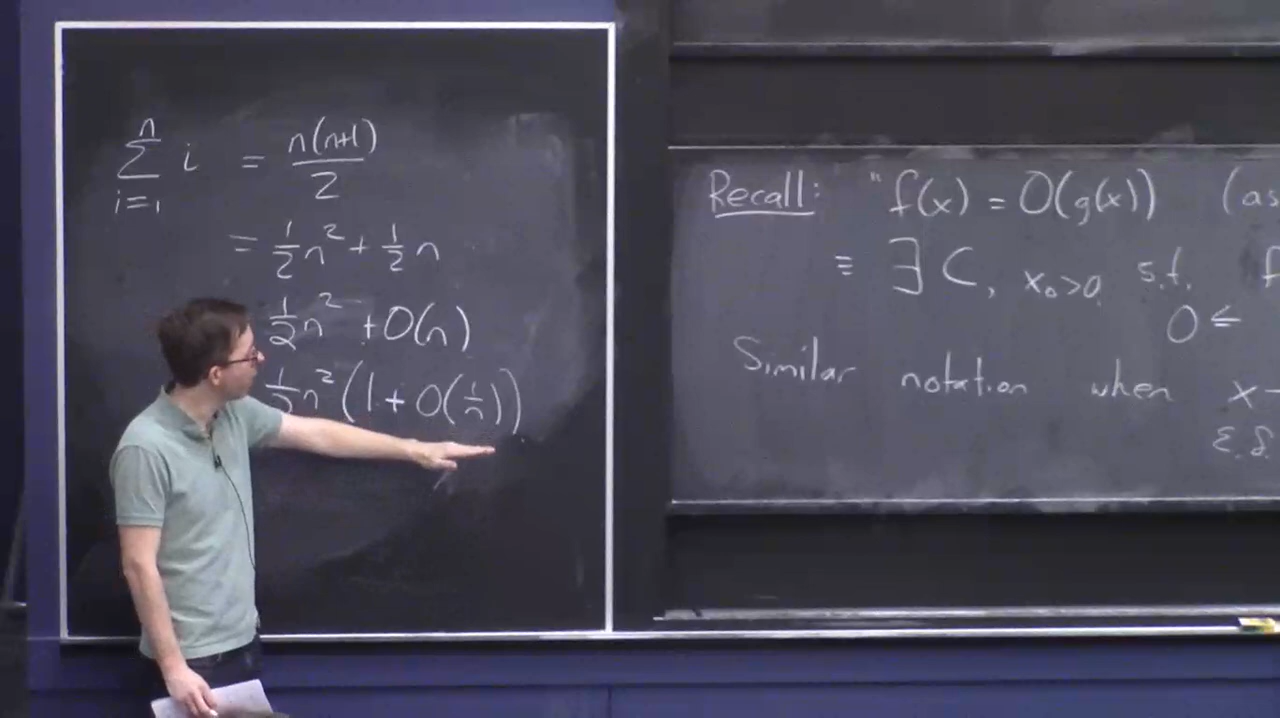 n
∑ i = n(n+1)/2
i=1
= 1/2 n² + 1/2 n
1/2 n² + O(n)
1/2 n² (1 + O(1/n))
Recall: "f(x) = O(g(x)) (as
≡ ∃ C, x₀>0 s.t. f
0 ≤
Similar notation when x
ε.g.